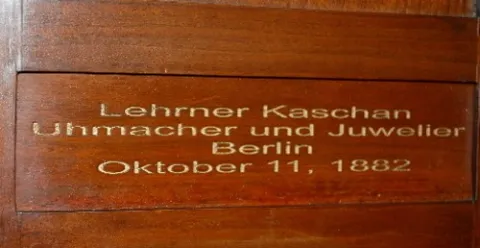 Lehrner Kaschan
Uhmacher und Juwelier
Berlin
Oktober 11, 1882